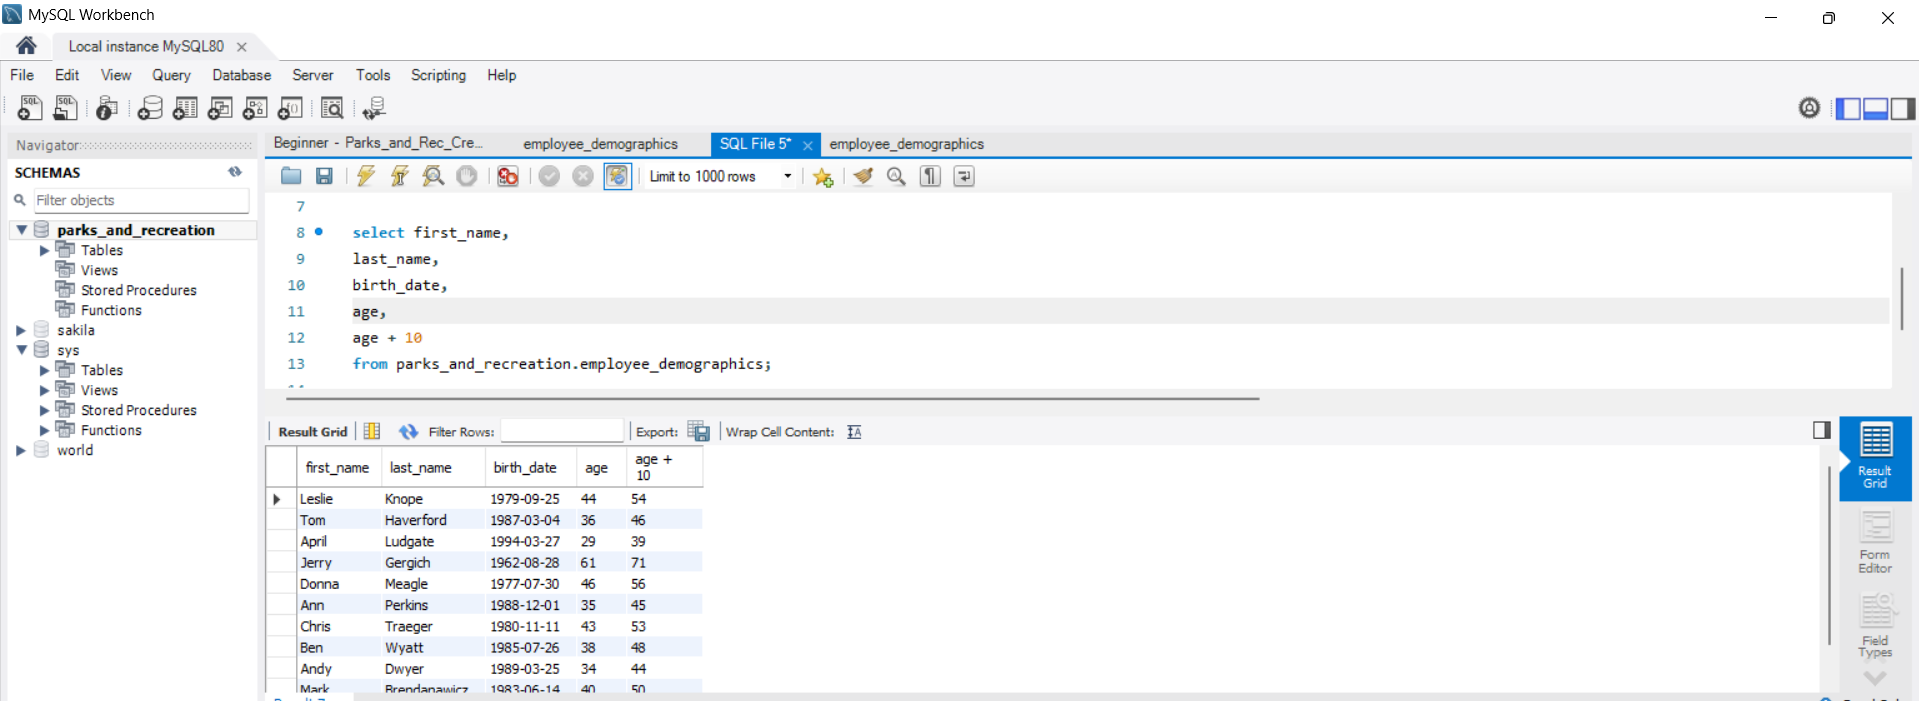 MySQL Workbench
Local instance MySQL80
File Edit View Query Database Server Tools Scripting Help
Navigator
SCHEMAS
Filter objects
parks_and_recreation
Tables
Views
Stored Procedures
Functions
sakila
sys
Tables
Views
Stored Procedures
Functions
world
Beginner - Parks_and_Rec_Cre... employee_demographics SQL File 5* employee_demographics
Limit to 1000 rows
7
8 select first_name,
9 last_name,
10 birth_date,
11 age,
12 age + 10
13 from parks_and_recreation.employee_demographics;
Result Grid Filter Rows: Export: Wrap Cell Content:
first_name last_name birth_date age age + 10
Leslie Knope 1979-09-25 44 54
Tom Haverford 1987-03-04 36 46
April Ludgate 1994-03-27 29 39
Jerry Gergich 1962-08-28 61 71
Donna Meagle 1977-07-30 46 56
Ann Perkins 1988-12-01 35 45
Chris Traeger 1980-11-11 43 53
Ben Wyatt 1985-07-26 38 48
Andy Dwyer 1989-03-25 34 44
Mark Brendanawicz 1983-06-14 40 50
Result
Grid
Form
Editor
Field
Types